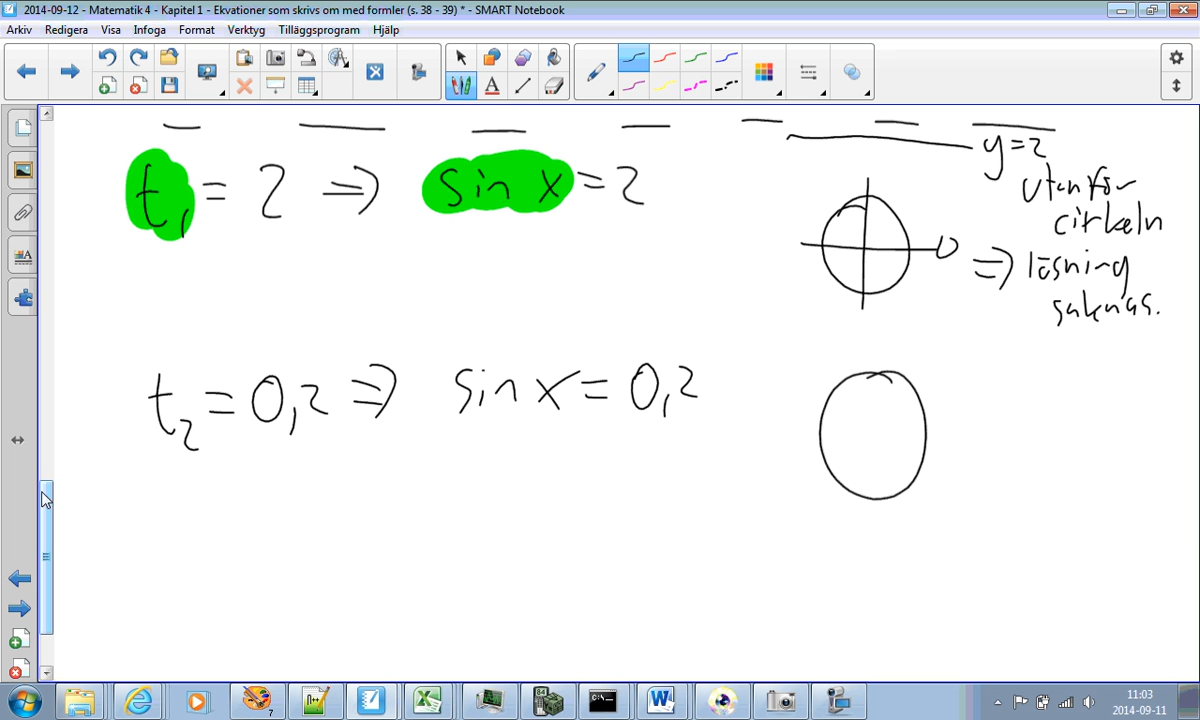 2014-09-12 - Matematik 4 - Kapitel 1 - Ekvationer som skrivs om med formler (s. 38 - 39) * - SMART Notebook
Arkiv Redigera Visa Infoga Format Verktyg Tilläggsprogram Hjälp
y=2
t₁ = 2 ⇒ sin x = 2
utanför
cirkeln
⇒ lösning
saknas.
t₂ = 0,2 ⇒ sin x = 0,2
11:03
2014-09-11